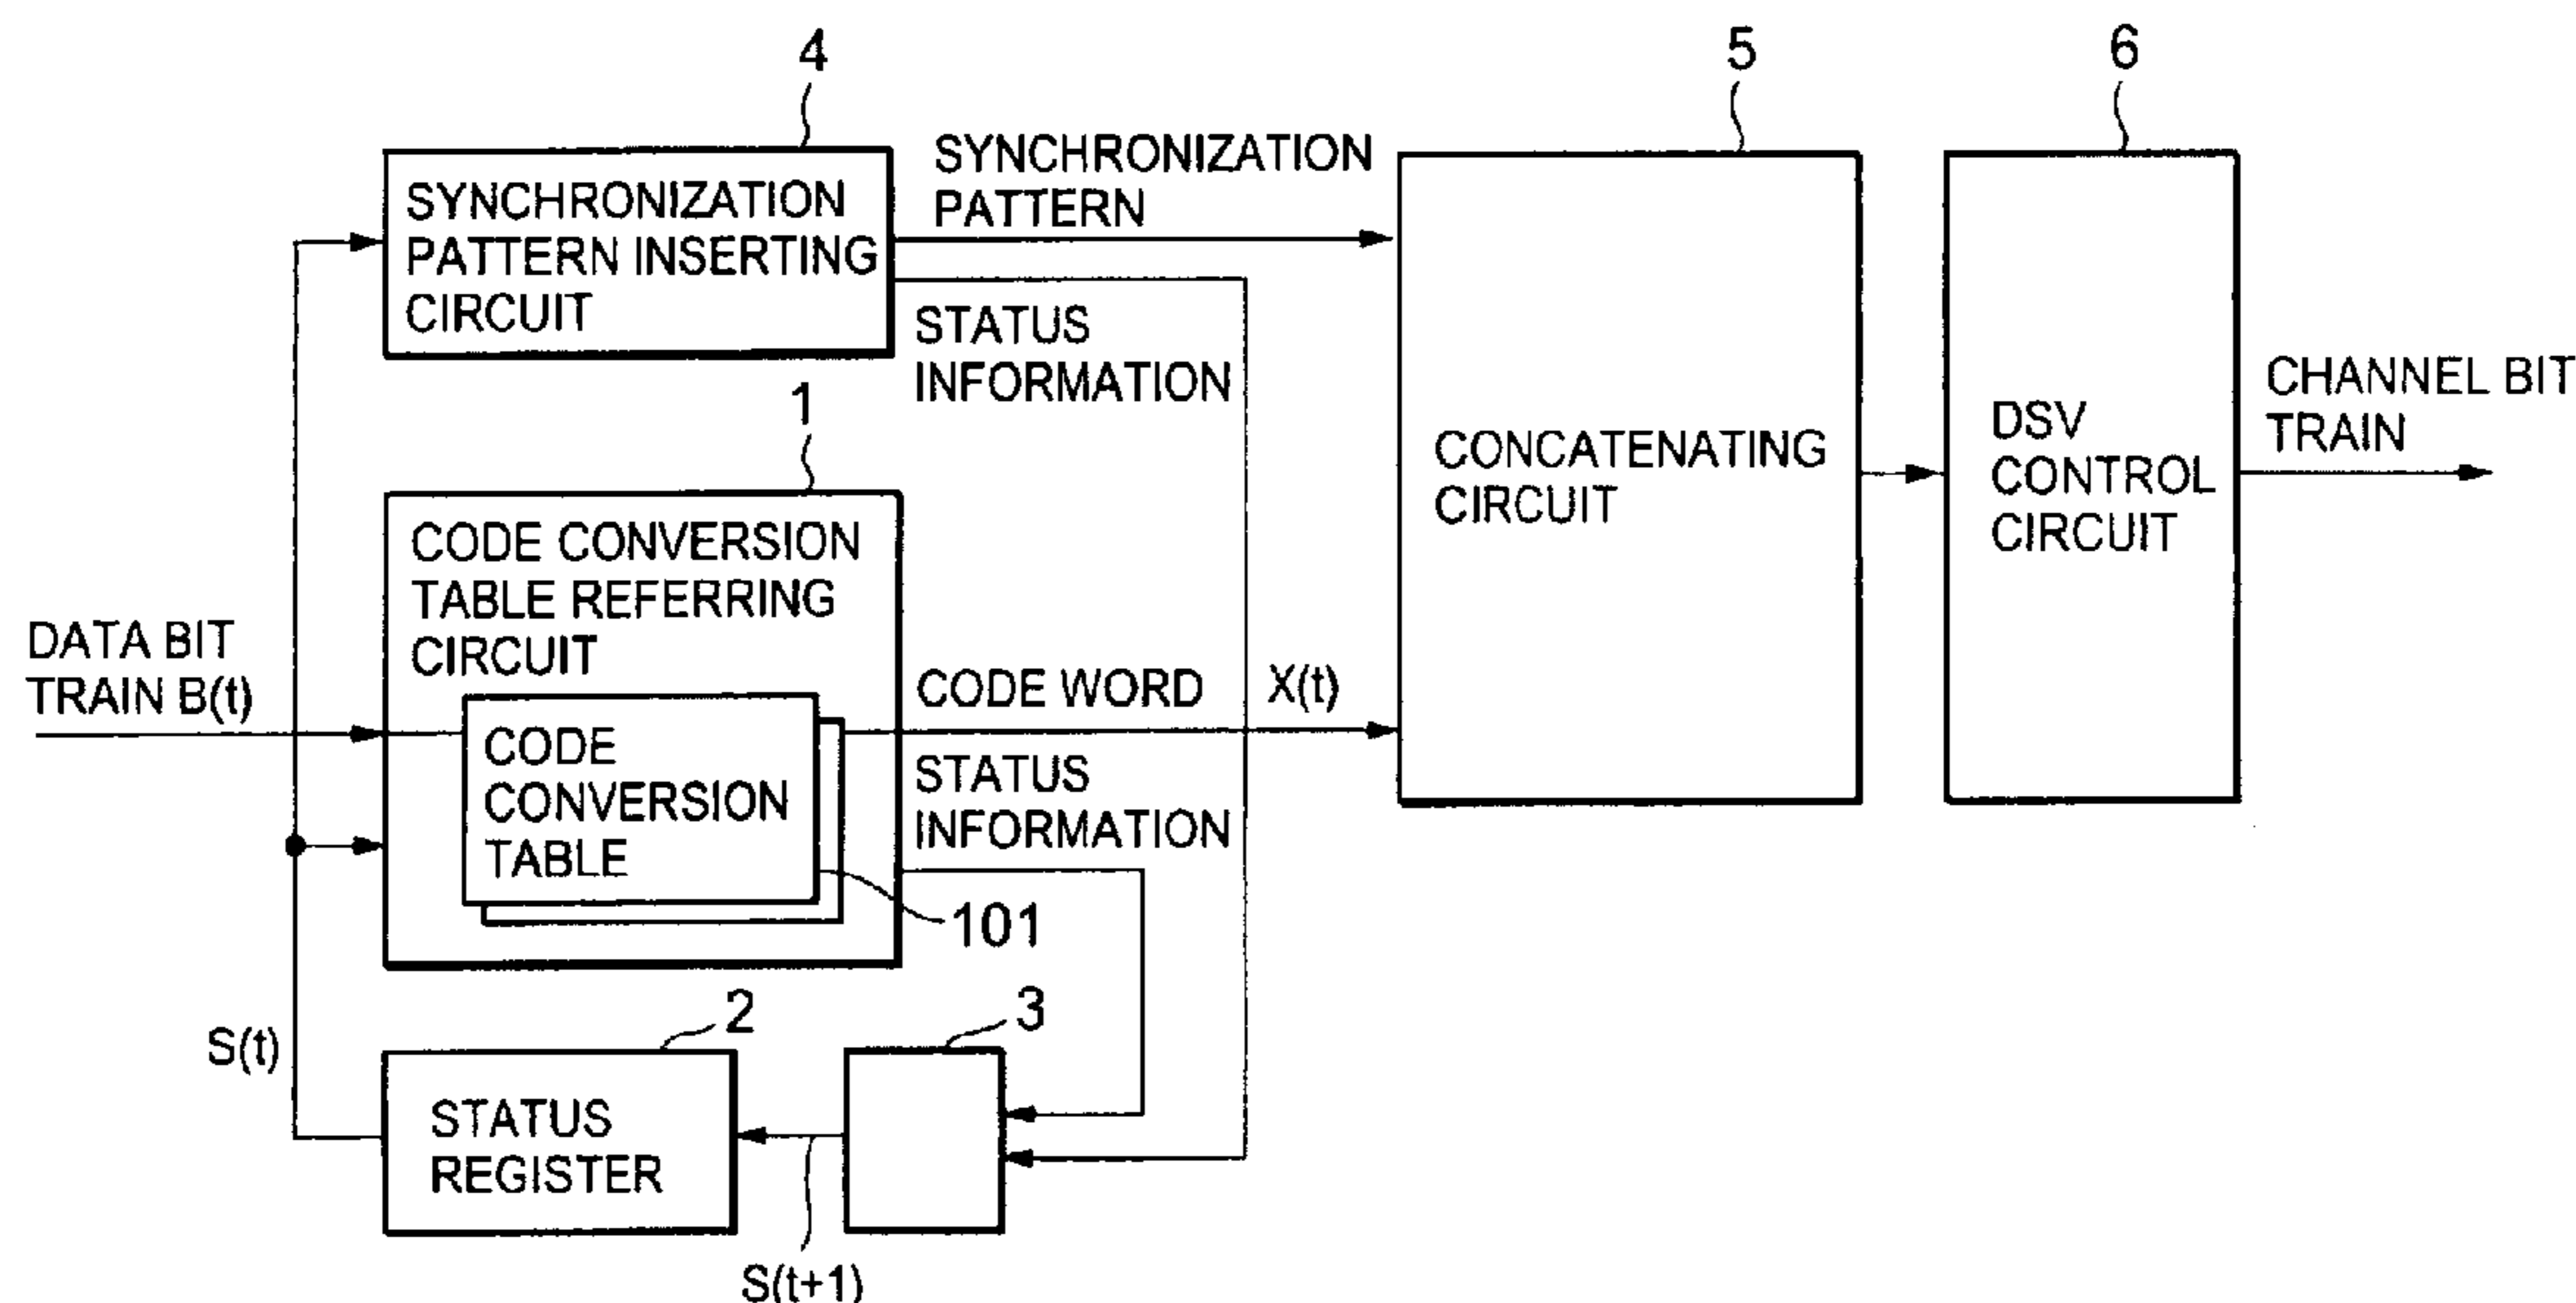 4
5
6
SYNCHRONIZATION
PATTERN INSERTING
CIRCUIT
SYNCHRONIZATION
PATTERN
STATUS
INFORMATION
CONCATENATING
CIRCUIT
DSV
CONTROL
CIRCUIT
CHANNEL BIT
TRAIN
1
CODE CONVERSION
TABLE REFERRING
CIRCUIT
DATA BIT
TRAIN B(t)
CODE
CONVERSION
TABLE
CODE WORD
X(t)
STATUS
INFORMATION
101
S(t)
2
STATUS
REGISTER
3
S(t+1)